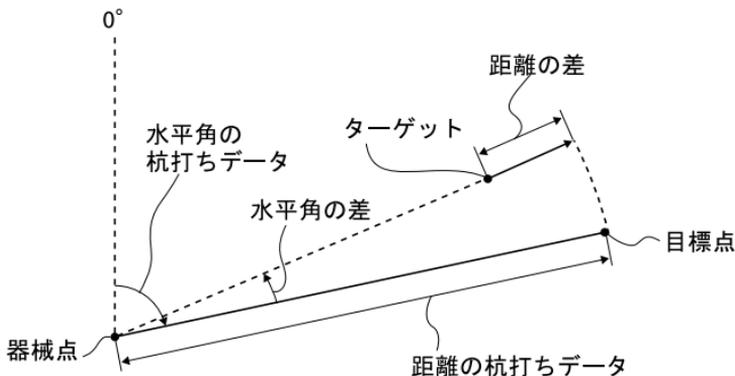 0°
距離の差
水平角の
杭打ちデータ
ターゲット
水平角の差
目標点
器械点
距離の杭打ちデータ